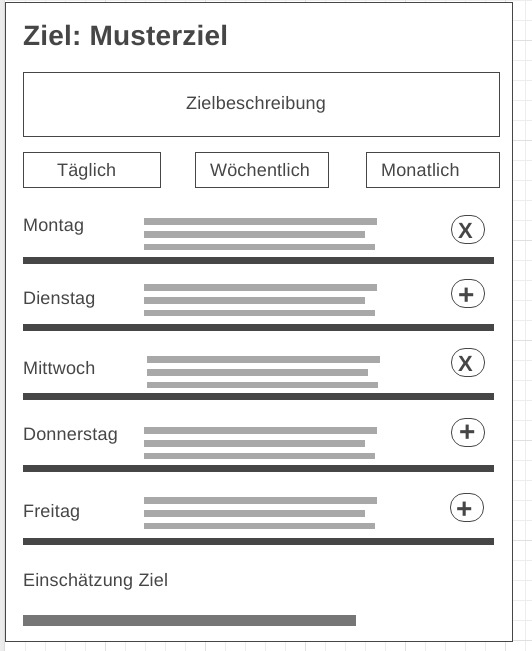 Ziel: Musterziel
Zielbeschreibung
Täglich Wöchentlich Monatlich
Montag X
Dienstag +
Mittwoch X
Donnerstag +
Freitag +
Einschätzung Ziel